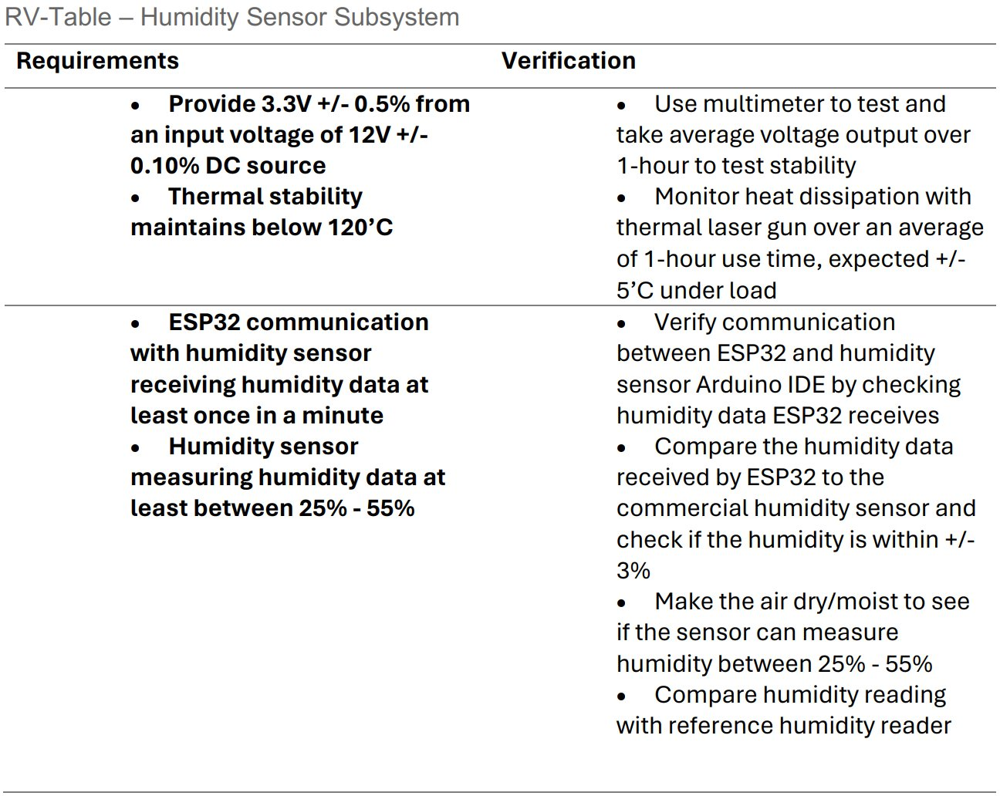 RV-Table – Humidity Sensor Subsystem
Requirements
Verification
• Provide 3.3V +/- 0.5% from
an input voltage of 12V +/-
0.10% DC source
• Thermal stability
maintains below 120’C
• Use multimeter to test and
take average voltage output over
1-hour to test stability
• Monitor heat dissipation with
thermal laser gun over an average
of 1-hour use time, expected +/-
5’C under load
• ESP32 communication
with humidity sensor
receiving humidity data at
least once in a minute
• Humidity sensor
measuring humidity data at
least between 25% - 55%
• Verify communication
between ESP32 and humidity
sensor Arduino IDE by checking
humidity data ESP32 receives
• Compare the humidity data
received by ESP32 to the
commercial humidity sensor and
check if the humidity is within +/-
3%
• Make the air dry/moist to see
if the sensor can measure
humidity between 25% - 55%
• Compare humidity reading
with reference humidity reader